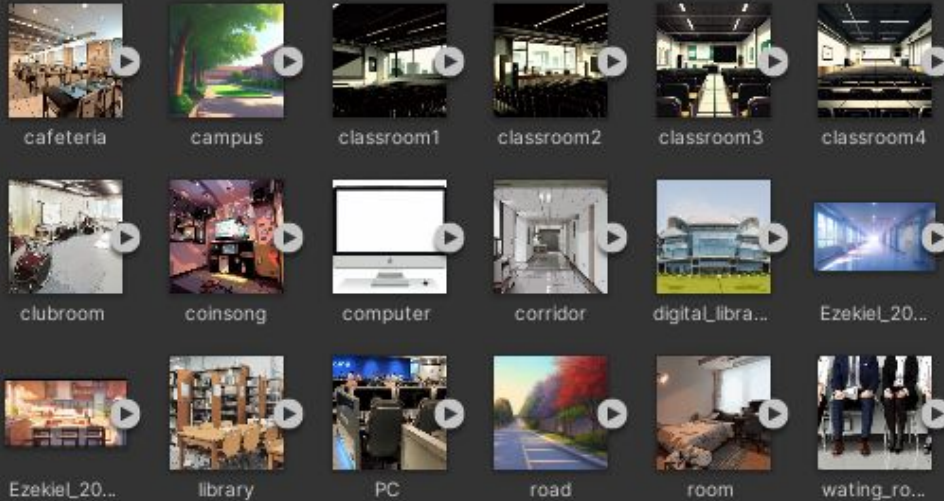 cafeteria
campus
classroom1
classroom2
classroom3
classroom4
clubroom
coinsong
computer
corridor
digital_libra...
Ezekiel_20...
Ezekiel_20...
library
PC
road
room
wating_ro...